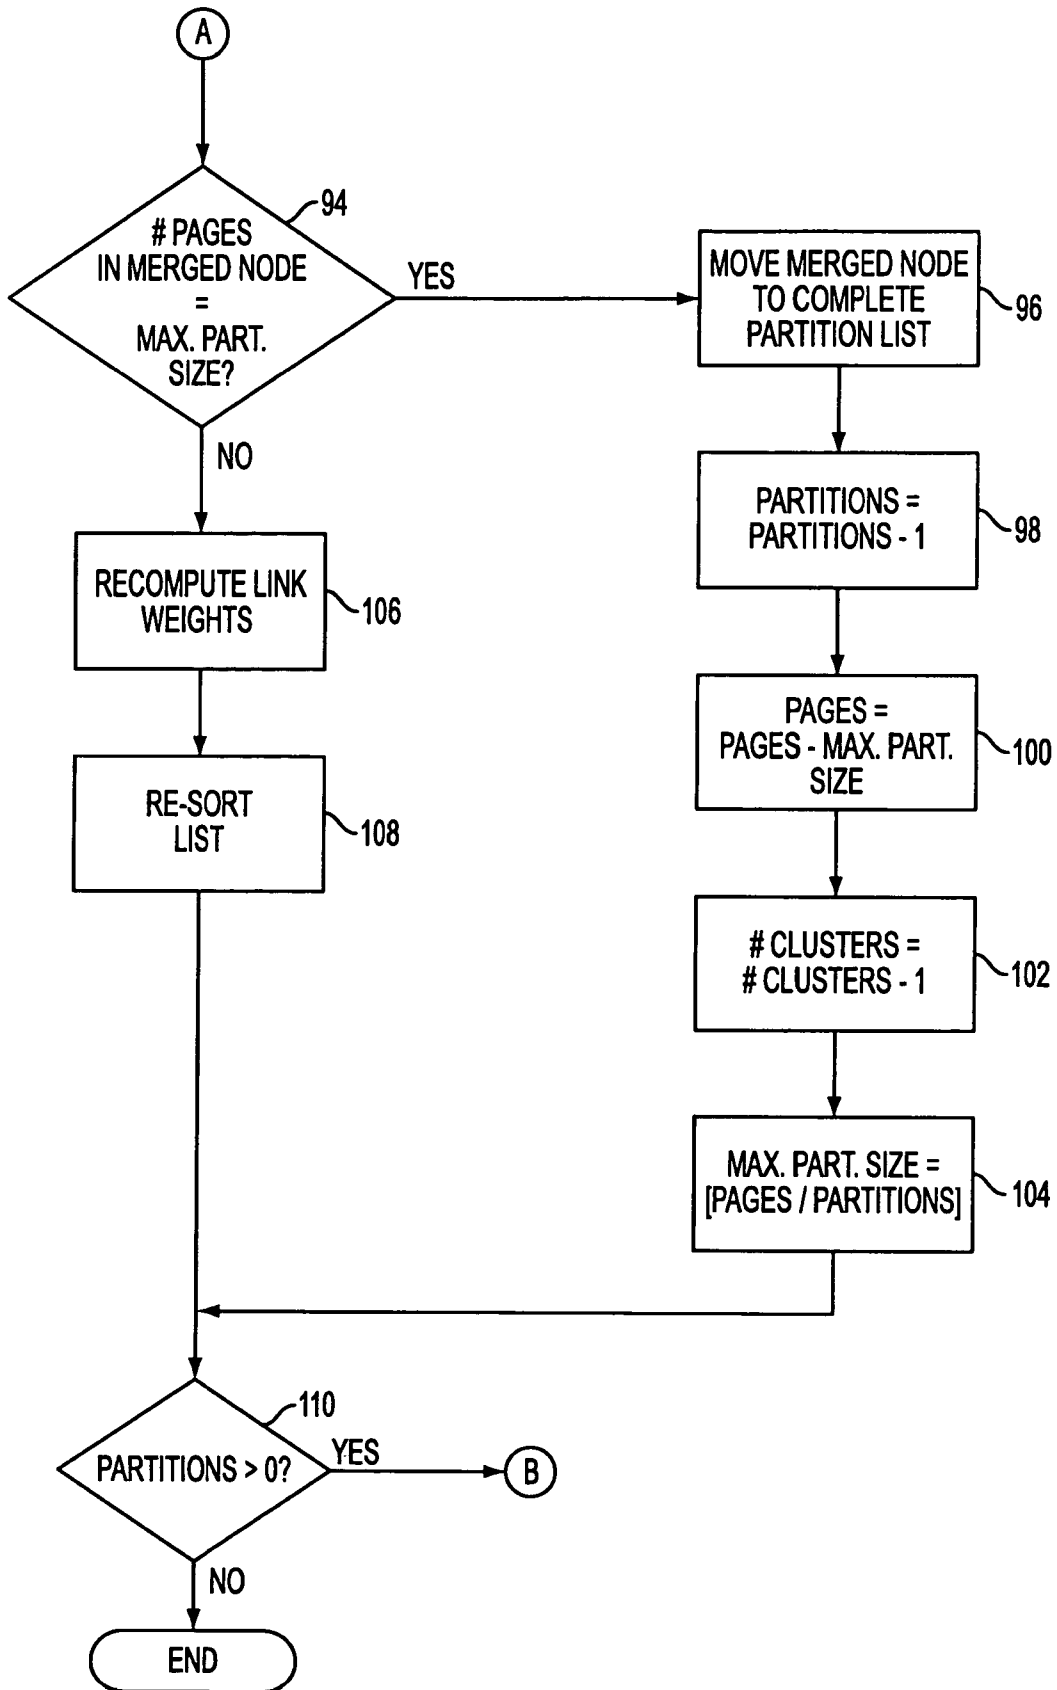 A
# PAGES
IN MERGED NODE
=
MAX. PART.
SIZE?
94
YES
NO
MOVE MERGED NODE
TO COMPLETE
PARTITION LIST
96
PARTITIONS =
PARTITIONS - 1
98
RECOMPUTE LINK
WEIGHTS
106
PAGES =
PAGES - MAX. PART.
SIZE
100
RE-SORT
LIST
108
# CLUSTERS =
# CLUSTERS - 1
102
MAX. PART. SIZE =
[PAGES / PARTITIONS]
104
110
PARTITIONS > 0?
YES
B
NO
END